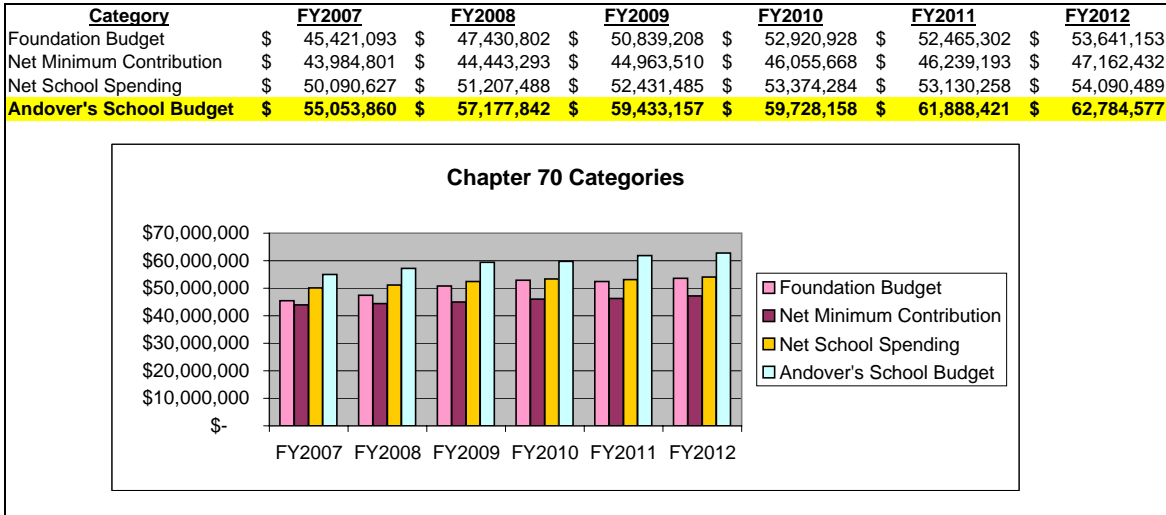 Category FY2007 FY2008 FY2009 FY2010 FY2011 FY2012
Foundation Budget $ 45,421,093 $ 47,430,802 $ 50,839,208 $ 52,920,928 $ 52,465,302 $ 53,641,153
Net Minimum Contribution $ 43,984,801 $ 44,443,293 $ 44,963,510 $ 46,055,668 $ 46,239,193 $ 47,162,432
Net School Spending $ 50,090,627 $ 51,207,488 $ 52,431,485 $ 53,374,284 $ 53,130,258 $ 54,090,489
Andover's School Budget $ 55,053,860 $ 57,177,842 $ 59,433,157 $ 59,728,158 $ 61,888,421 $ 62,784,577
Chapter 70 Categories
$70,000,000
$60,000,000
$50,000,000
$40,000,000
$30,000,000
$20,000,000
$10,000,000
$-
FY2007 FY2008 FY2009 FY2010 FY2011 FY2012
Foundation Budget
Net Minimum Contribution
Net School Spending
Andover's School Budget